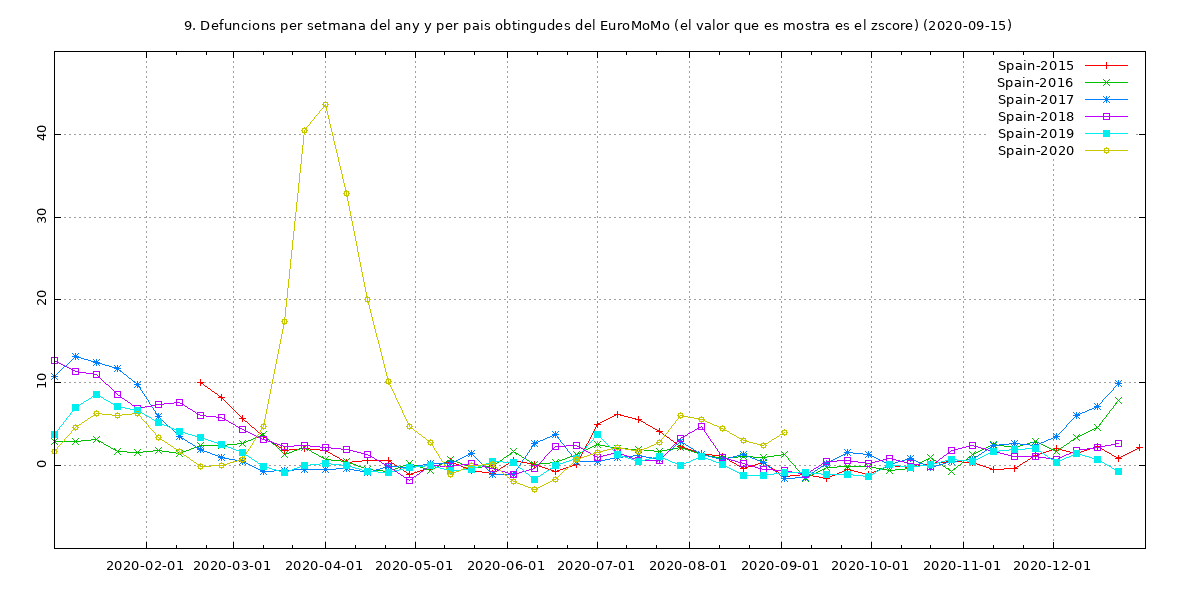 9. Defuncions per setmana del any y per pais obtingudes del EuroMoMo (el valor que es mostra es el zscore) (2020-09-15)
Spain-2015
Spain-2016
Spain-2017
Spain-2018
Spain-2019
Spain-2020
40
30
20
10
0
2020-02-01 2020-03-01 2020-04-01 2020-05-01 2020-06-01 2020-07-01 2020-08-01 2020-09-01 2020-10-01 2020-11-01 2020-12-01